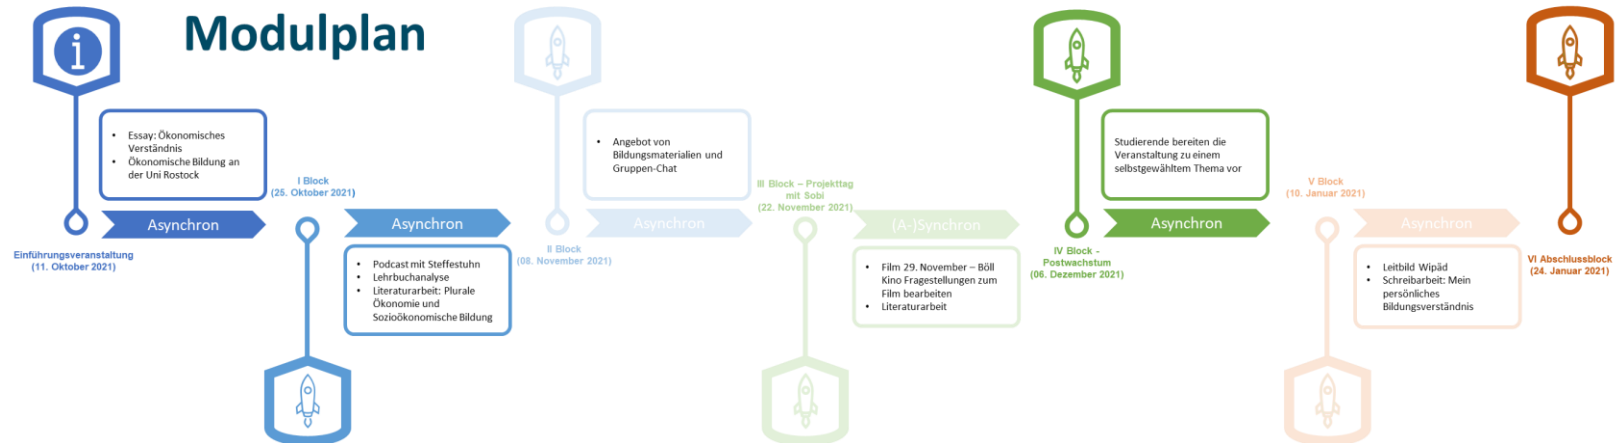 Modulplan
Einführungsveranstaltung
(11. Oktober 2021)
• Essay: Ökonomisches
Verständnis
• Ökonomische Bildung an
der Uni Rostock
Asynchron
I Block
(25. Oktober 2021)
Asynchron
• Podcast mit Steffestuhn
• Lehrbuchanalyse
• Literaturarbeit: Plurale
Ökonomie und
Sozioökonomische Bildung
II Block
(08. November 2021)
• Angebot von
Bildungsmaterialien und
Gruppen-Chat
Asynchron
III Block – Projekttag
mit Sobi
(22. November 2021)
(A-)Synchron
• Film 29. November – Böll
Kino Fragestellungen zum
Film bearbeiten
• Literaturarbeit
IV Block -
Postwachstum
(06. Dezember 2021)
Studierende bereiten die
Veranstaltung zu einem
selbstgewähltem Thema vor
Asynchron
V Block
(10. Januar 2021)
Asynchron
• Leitbild Wipäd
• Schreibarbeit: Mein
persönliches
Bildungsverständnis
VI Abschlussblock
(24. Januar 2021)